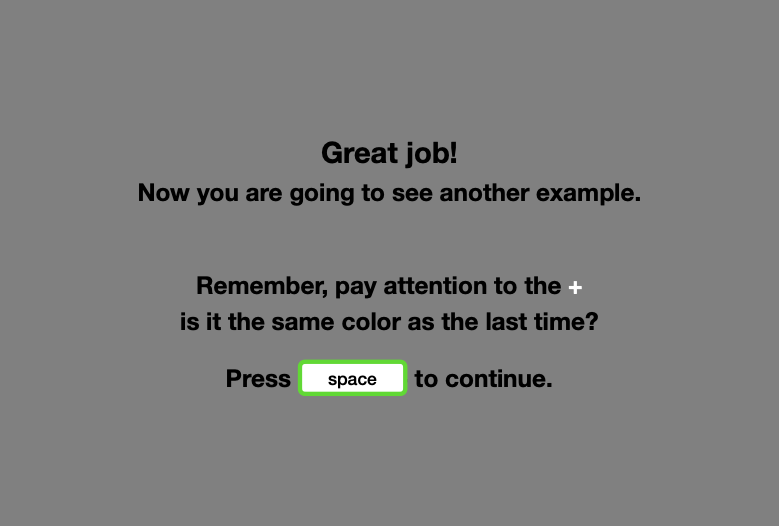 Great job!
Now you are going to see another example.
Remember, pay attention to the +
is it the same color as the last time?
Press space to continue.